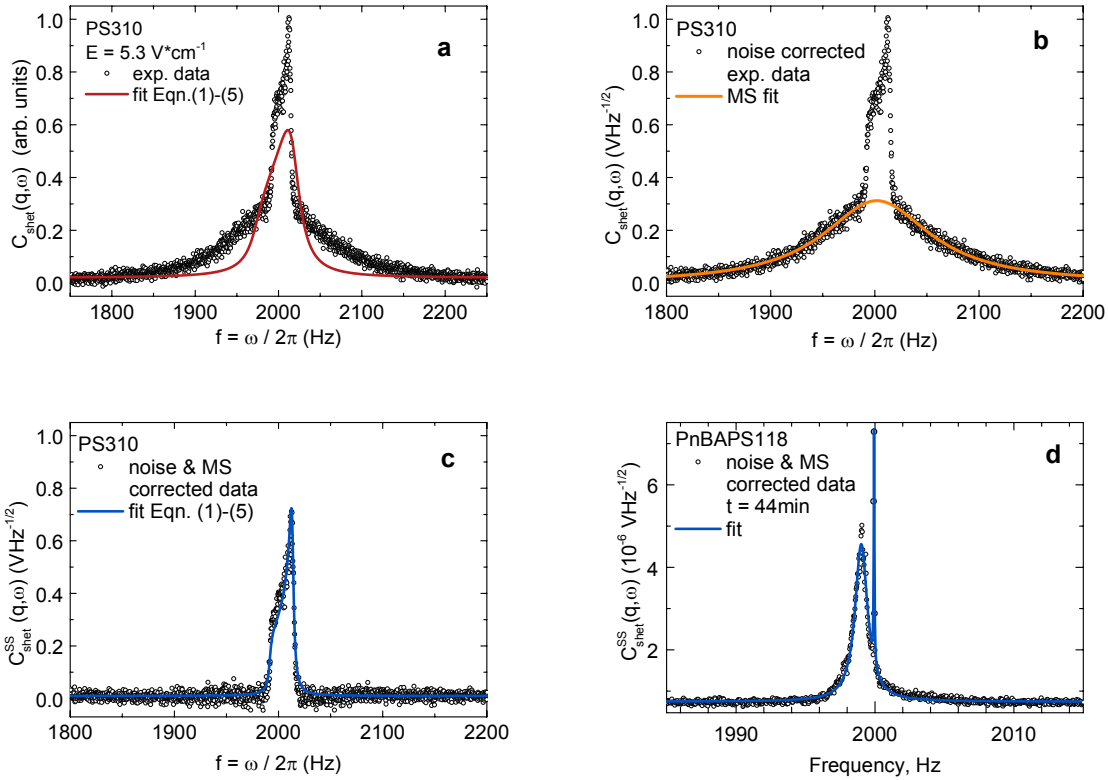 PS310
E = 5.3 V*cm-1
exp. data
fit Eqn.(1)-(5)
a
Cshet(q,ω) (arb. units)
1.0
0.8
0.6
0.4
0.2
0.0
1800 1900 2000 2100 2200
f = ω / 2π (Hz)
PS310
noise corrected
exp. data
MS fit
b
Cshet(q,ω) (VHz-1/2)
1.0
0.8
0.6
0.4
0.2
0.0
1800 1900 2000 2100 2200
f = ω / 2π (Hz)
PS310
noise & MS
corrected data
fit Eqn. (1)-(5)
c
CSSshet(q,ω) (VHz-1/2)
1.0
0.8
0.6
0.4
0.2
0.0
1800 1900 2000 2100 2200
f = ω / 2π (Hz)
PnBAPS118
noise & MS
corrected data
t = 44min
fit
d
CSSshet(q,ω) (10-6 VHz-1/2)
6
4
2
1990 2000 2010
Frequency, Hz